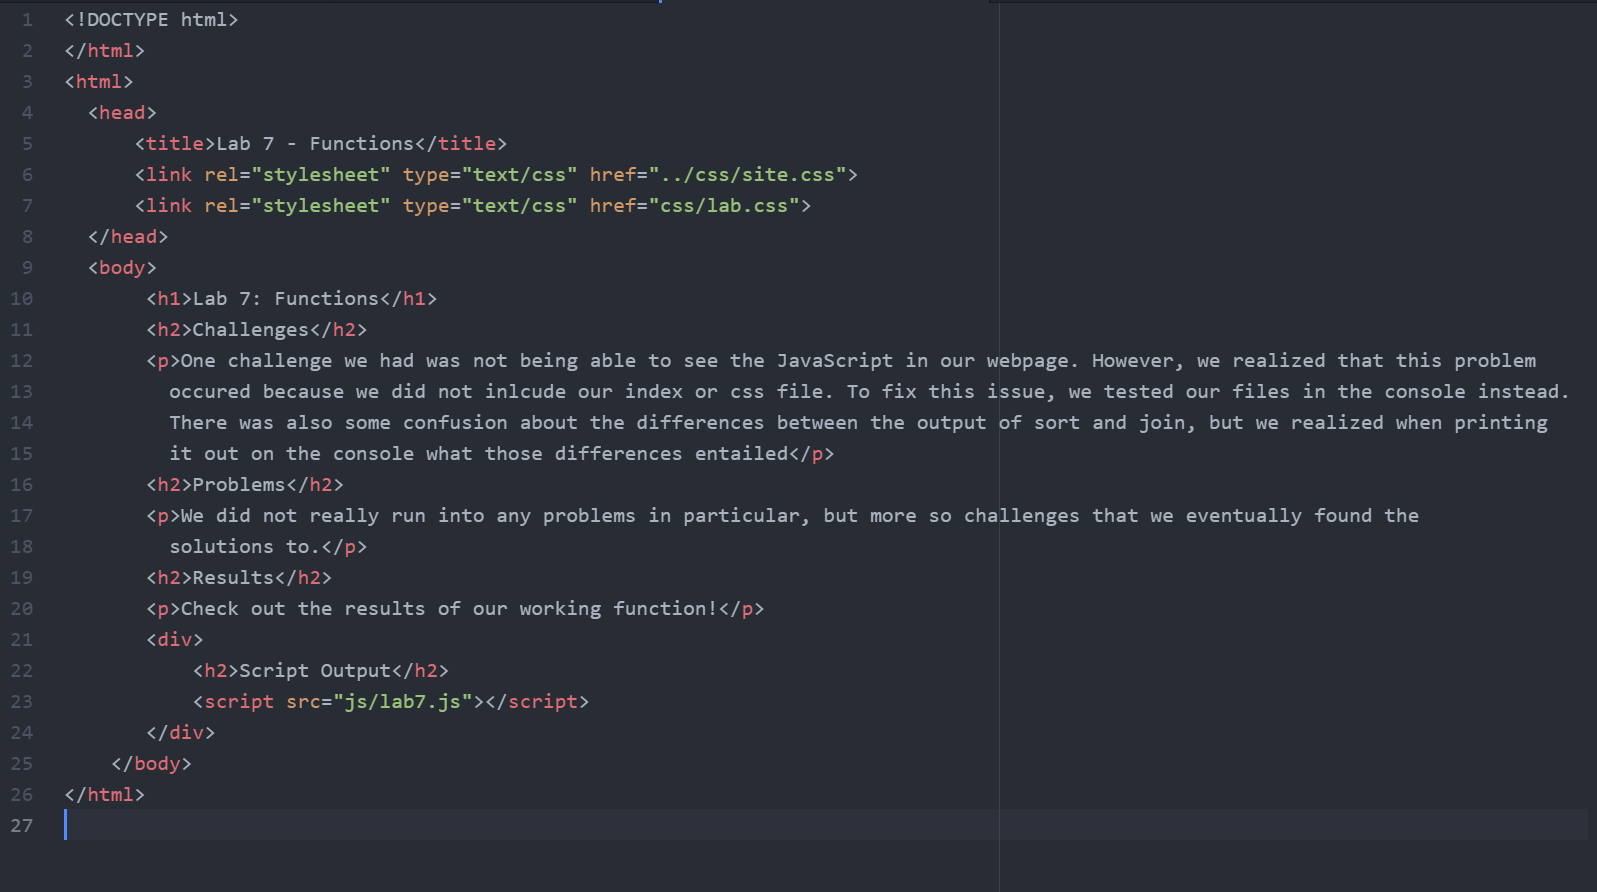 1 <!DOCTYPE html>
2 </html>
3 <html>
4 <head>
5 <title>Lab 7 - Functions</title>
6 <link rel="stylesheet" type="text/css" href="../css/site.css">
7 <link rel="stylesheet" type="text/css" href="css/lab.css">
8 </head>
9 <body>
10 <h1>Lab 7: Functions</h1>
11 <h2>Challenges</h2>
12 <p>One challenge we had was not being able to see the JavaScript in our webpage. However, we realized that this problem
13 occured because we did not inlcude our index or css file. To fix this issue, we tested our files in the console instead.
14 There was also some confusion about the differences between the output of sort and join, but we realized when printing
15 it out on the console what those differences entailed</p>
16 <h2>Problems</h2>
17 <p>We did not really run into any problems in particular, but more so challenges that we eventually found the
18 solutions to.</p>
19 <h2>Results</h2>
20 <p>Check out the results of our working function!</p>
21 <div>
22 <h2>Script Output</h2>
23 <script src="js/lab7.js"></script>
24 </div>
25 </body>
26 </html>
27